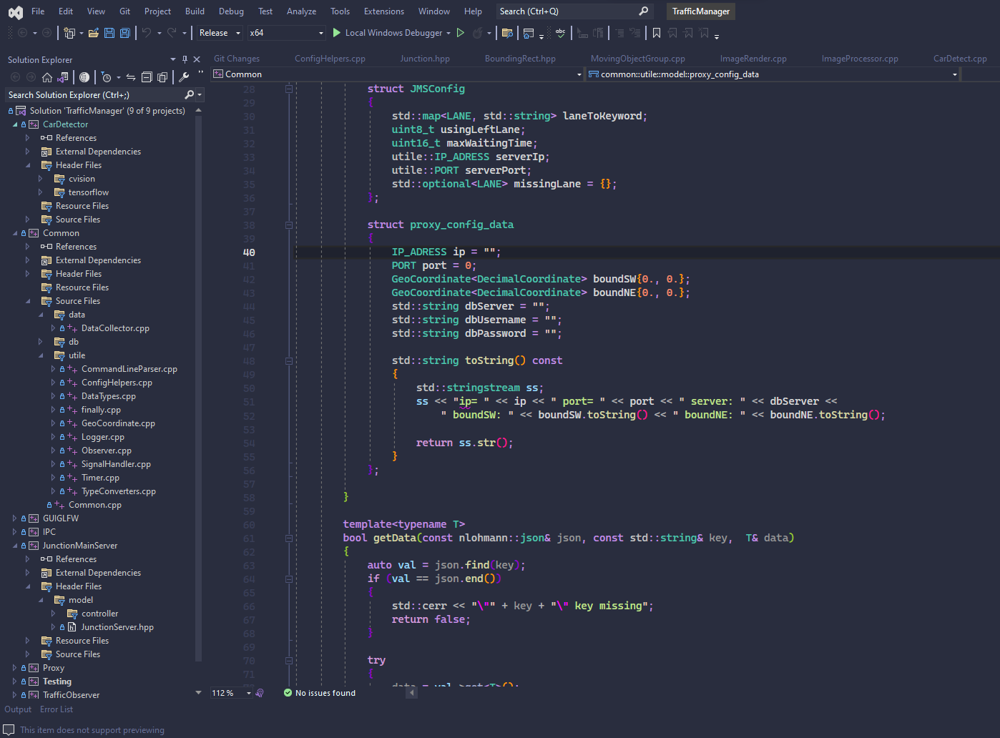 File Edit View Git Project Build Debug Test Analyze Tools Extensions Window Help Search (Ctrl+Q) TrafficManager
Release x64 Local Windows Debugger abc
Solution Explorer
Search Solution Explorer (Ctrl+;)
Solution 'TrafficManager' (9 of 9 projects)
CarDetector
References
External Dependencies
Header Files
cvision
tensorflow
Resource Files
Source Files
Common
References
External Dependencies
Header Files
Resource Files
Source Files
data
DataCollector.cpp
db
utile
CommandLineParser.cpp
ConfigHelpers.cpp
DataTypes.cpp
finally.cpp
GeoCoordinate.cpp
Logger.cpp
Observer.cpp
SignalHandler.cpp
Timer.cpp
TypeConverters.cpp
Common.cpp
GUIGLFW
IPC
JunctionMainServer
References
External Dependencies
Header Files
model
controller
JunctionServer.hpp
Resource Files
Source Files
Proxy
Testing
TrafficObserver
Git Changes ConfigHelpers.cpp Junction.hpp BoundingRect.hpp MovingObjectGroup.cpp ImageRender.cpp ImageProcessor.cpp CarDetect.cpp
Common common::utile::model::proxy_config_data
28 struct JMSConfig
29 {
30 std::map<LANE, std::string> laneToKeyword;
31 uint8_t usingLeftLane;
32 uint16_t maxWaitingTime;
33 utile::IP_ADRESS serverIp;
34 utile::PORT serverPort;
35 std::optional<LANE> missingLane = {};
36 };
37
38 struct proxy_config_data
39 {
40 IP_ADRESS ip = "";
41 PORT port = 0;
42 GeoCoordinate<DecimalCoordinate> boundSW{0., 0.};
43 GeoCoordinate<DecimalCoordinate> boundNE{0., 0.};
44 std::string dbServer = "";
45 std::string dbUsername = "";
46 std::string dbPassword = "";
47
48 std::string toString() const
49 {
50 std::stringstream ss;
51 ss << "ip= " << ip << " port= " << port << " server: " << dbServer <<
52 " boundSW: " << boundSW.toString() << " boundNE: " << boundNE.toString();
53
54 return ss.str();
55 }
56 };
57
58 }
59
60 template<typename T>
61 bool getData(const nlohmann::json& json, const std::string& key, T& data)
62 {
63 auto val = json.find(key);
64 if (val == json.end())
65 {
66 std::cerr << "\"" + key + "\" key missing";
67 return false;
68 }
69
70 try
71 {
data = val->get<T>();
112 % No issues found
Output Error List
This item does not support previewing